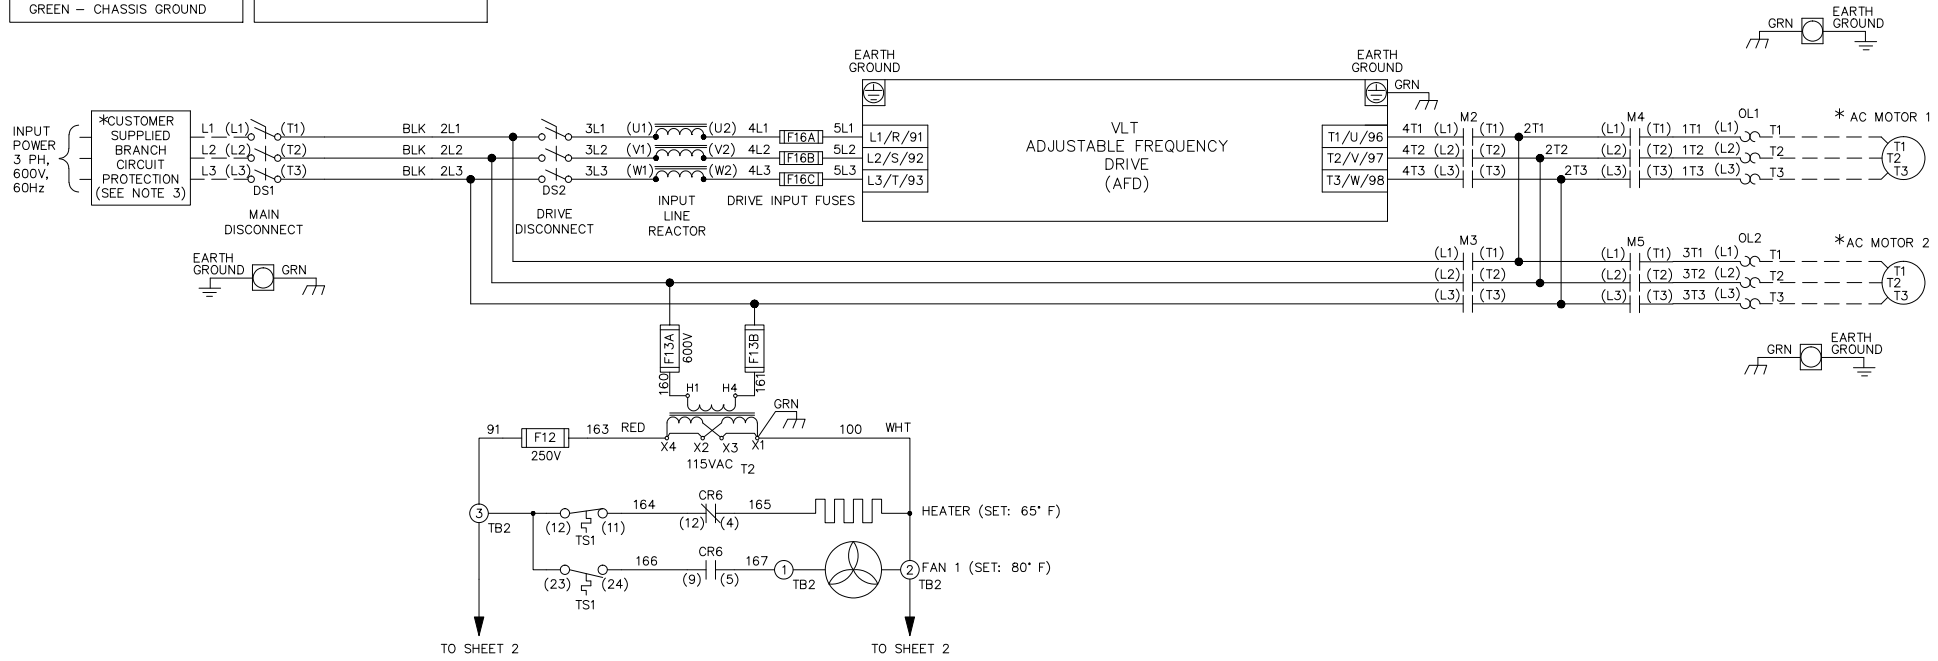 GREEN – CHASSIS GROUND
GRN
EARTH
GROUND
EARTH
GROUND
EARTH
GROUND
GRN
INPUT
POWER
3 PH,
600V,
60Hz
*CUSTOMER
SUPPLIED
BRANCH
CIRCUIT
PROTECTION
(SEE NOTE 3)
L1 (L1) (T1) BLK 2L1 3L1 (U1) (U2) 4L1 F16A 5L1 L1/R/91
L2 (L2) (T2) BLK 2L2 3L2 (V1) (V2) 4L2 F16B 5L2 L2/S/92
L3 (L3) (T3) BLK 2L3 3L3 (W1) (W2) 4L3 F16C 5L3 L3/T/93
DS1
MAIN
DISCONNECT
DS2
DRIVE
DISCONNECT
INPUT
LINE
REACTOR
DRIVE INPUT FUSES
VLT
ADJUSTABLE FREQUENCY
DRIVE
(AFD)
M2 M4 OL1 * AC MOTOR 1
T1/U/96 4T1 (L1) (T1) 2T1 (L1) (T1) 1T1 (L1) T1 T1
T2/V/97 4T2 (L2) (T2) 2T2 (L2) (T2) 1T2 (L2) T2 T2
T3/W/98 4T3 (L3) (T3) 2T3 (L3) (T3) 1T3 (L3) T3 T3
M3 M5 OL2 *AC MOTOR 2
(L1) (T1) (L1) (T1) 3T1 (L1) T1 T1
(L2) (T2) (L2) (T2) 3T2 (L2) T2 T2
(L3) (T3) (L3) (T3) 3T3 (L3) T3 T3
EARTH
GROUND
GRN
GRN
EARTH
GROUND
F13A
600V
F13B
160
161
H1 H4
GRN
91 F12 163 RED
250V
X4 X2 X3 X1
100 WHT
115VAC T2
3
TB2
(12) (11)
TS1
164
CR6
(12) (4)
165
HEATER (SET: 65° F)
(23) (24)
TS1
166
CR6
(9) (5)
167
1
TB2
2
TB2
FAN 1 (SET: 80° F)
TO SHEET 2
TO SHEET 2